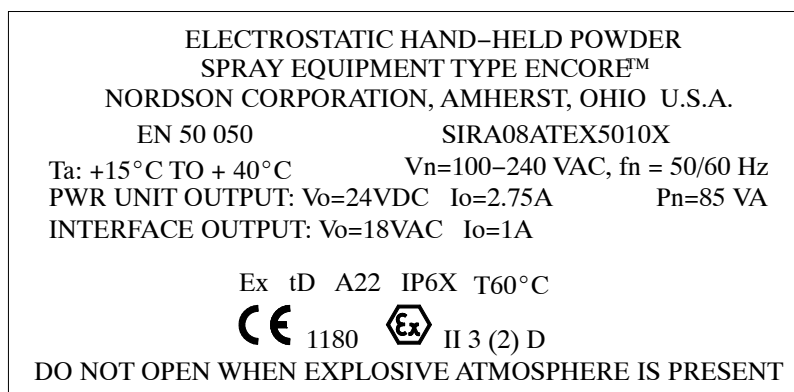 ELECTROSTATIC HAND–HELD POWDER
SPRAY EQUIPMENT TYPE ENCORE™
NORDSON CORPORATION, AMHERST, OHIO U.S.A.
EN 50 050 SIRA08ATEX5010X
Ta: +15°C TO + 40°C Vn=100–240 VAC, fn = 50/60 Hz
PWR UNIT OUTPUT: Vo=24VDC Io=2.75A Pn=85 VA
INTERFACE OUTPUT: Vo=18VAC Io=1A
Ex tD A22 IP6X T60°C
CE 1180 Ex II 3 (2) D
DO NOT OPEN WHEN EXPLOSIVE ATMOSPHERE IS PRESENT